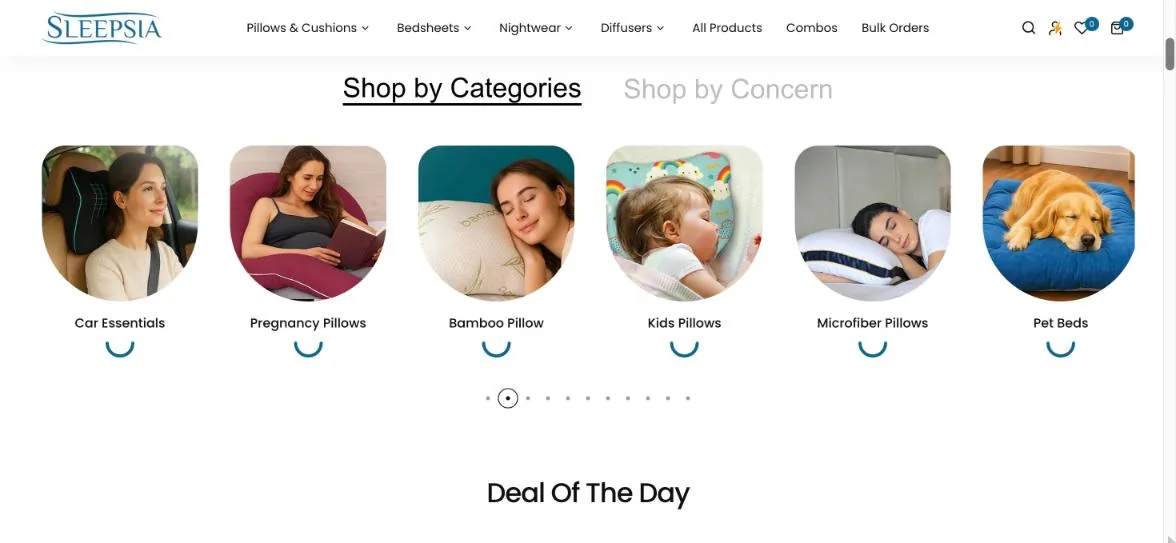 SLEEPSIA
Pillows & Cushions Bedsheets Nightwear Diffusers All Products Combos Bulk Orders 0 0
Shop by Categories Shop by Concern
bamboo
Car Essentials Pregnancy Pillows Bamboo Pillow Kids Pillows Microfiber Pillows Pet Beds
Deal Of The Day